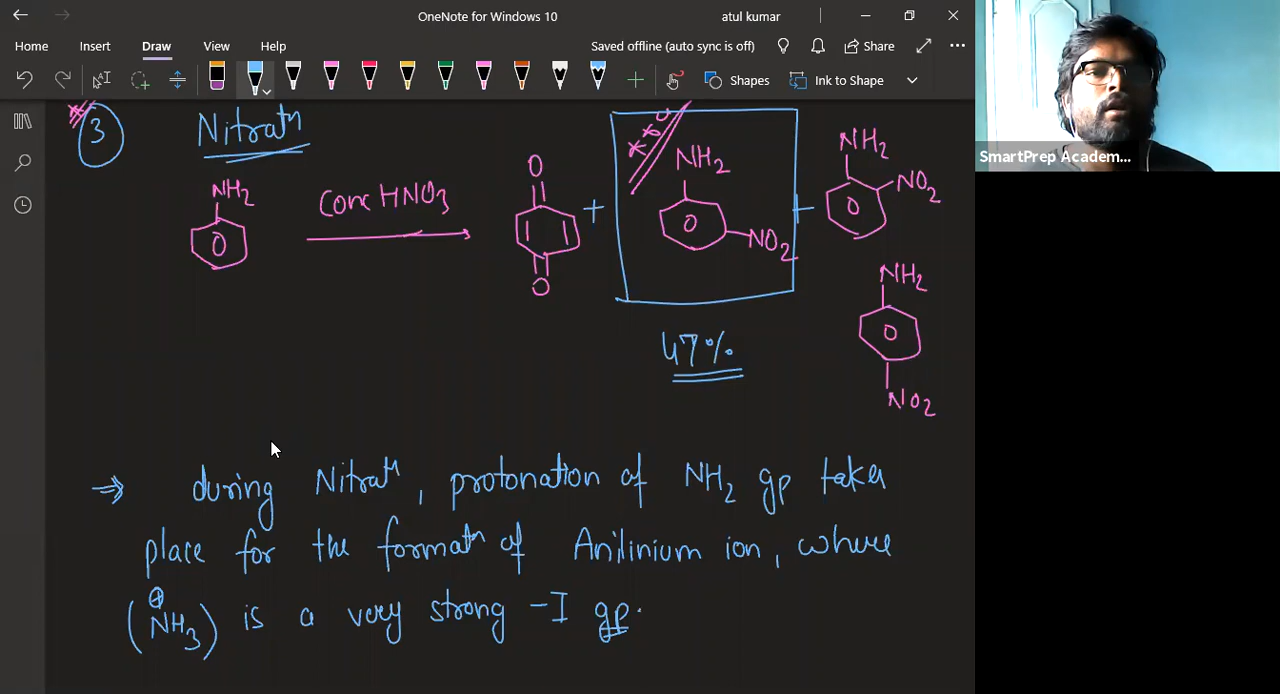 OneNote for Windows 10
atul kumar
Home Insert Draw View Help
Saved offline (auto sync is off)
Share
Shapes
Ink to Shape
SmartPrep Academ...
3 Nitratn
NH2
Conc HNO3
O
O
+
NH2
NO2
+
NH2
NO2
NH2
NO2
47%
⇒ during Nitratn, protonation of NH2 gp takes
place for the formatn of Anilinium ion, where
(⊕NH3) is a very strong -I gp.